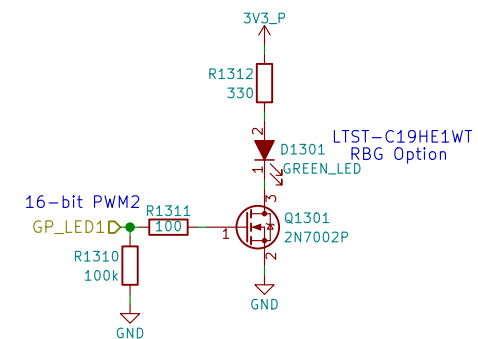 3V3_P
R1312
330
2
D1301
LTST-C19HE1WT
RBG Option
1
GREEN_LED
16-bit PWM2
3
GP_LED1
R1311
100
Q1301
1
2N7002P
R1310
100k
2
GND
GND